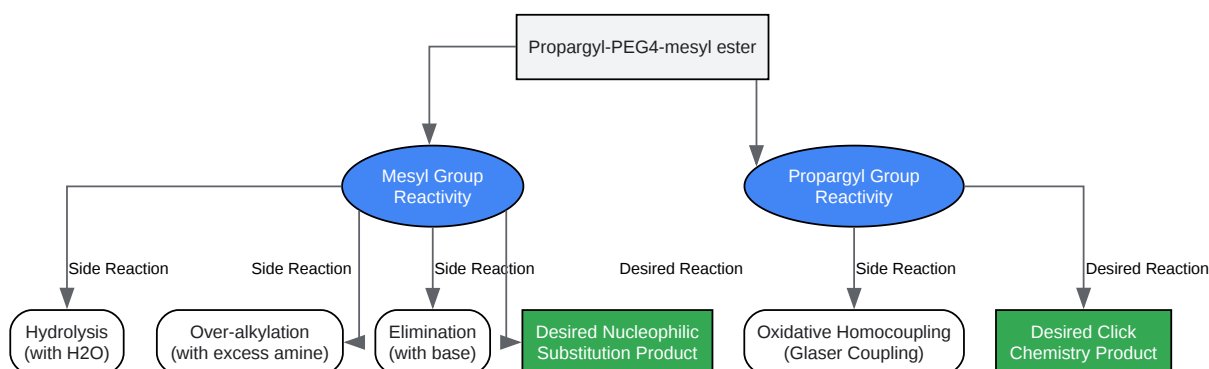 Propargyl-PEG4-mesyl ester
Mesyl Group
Reactivity
Propargyl Group
Reactivity
Side Reaction
Side Reaction
Side Reaction
Desired Reaction
Side Reaction
Desired Reaction
Hydrolysis
(with H2O)
Over-alkylation
(with excess amine)
Elimination
(with base)
Desired Nucleophilic
Substitution Product
Oxidative Homocoupling
(Glaser Coupling)
Desired Click
Chemistry Product